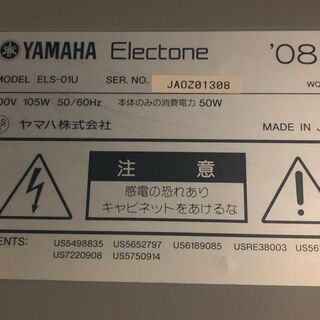 YAMAHA Electone '08
MODEL ELS-01U SER. NO. JAOZ01308
00V 105W 50/60Hz 本体のみの消費電力 50W WQ
ヤマハ株式会社 MADE IN J
注 意
感電の恐れあり
キャビネットをあけるな
ENTS: US5498835 US5652797 US6189085 USRE38003 US561
US7220908 US5750914